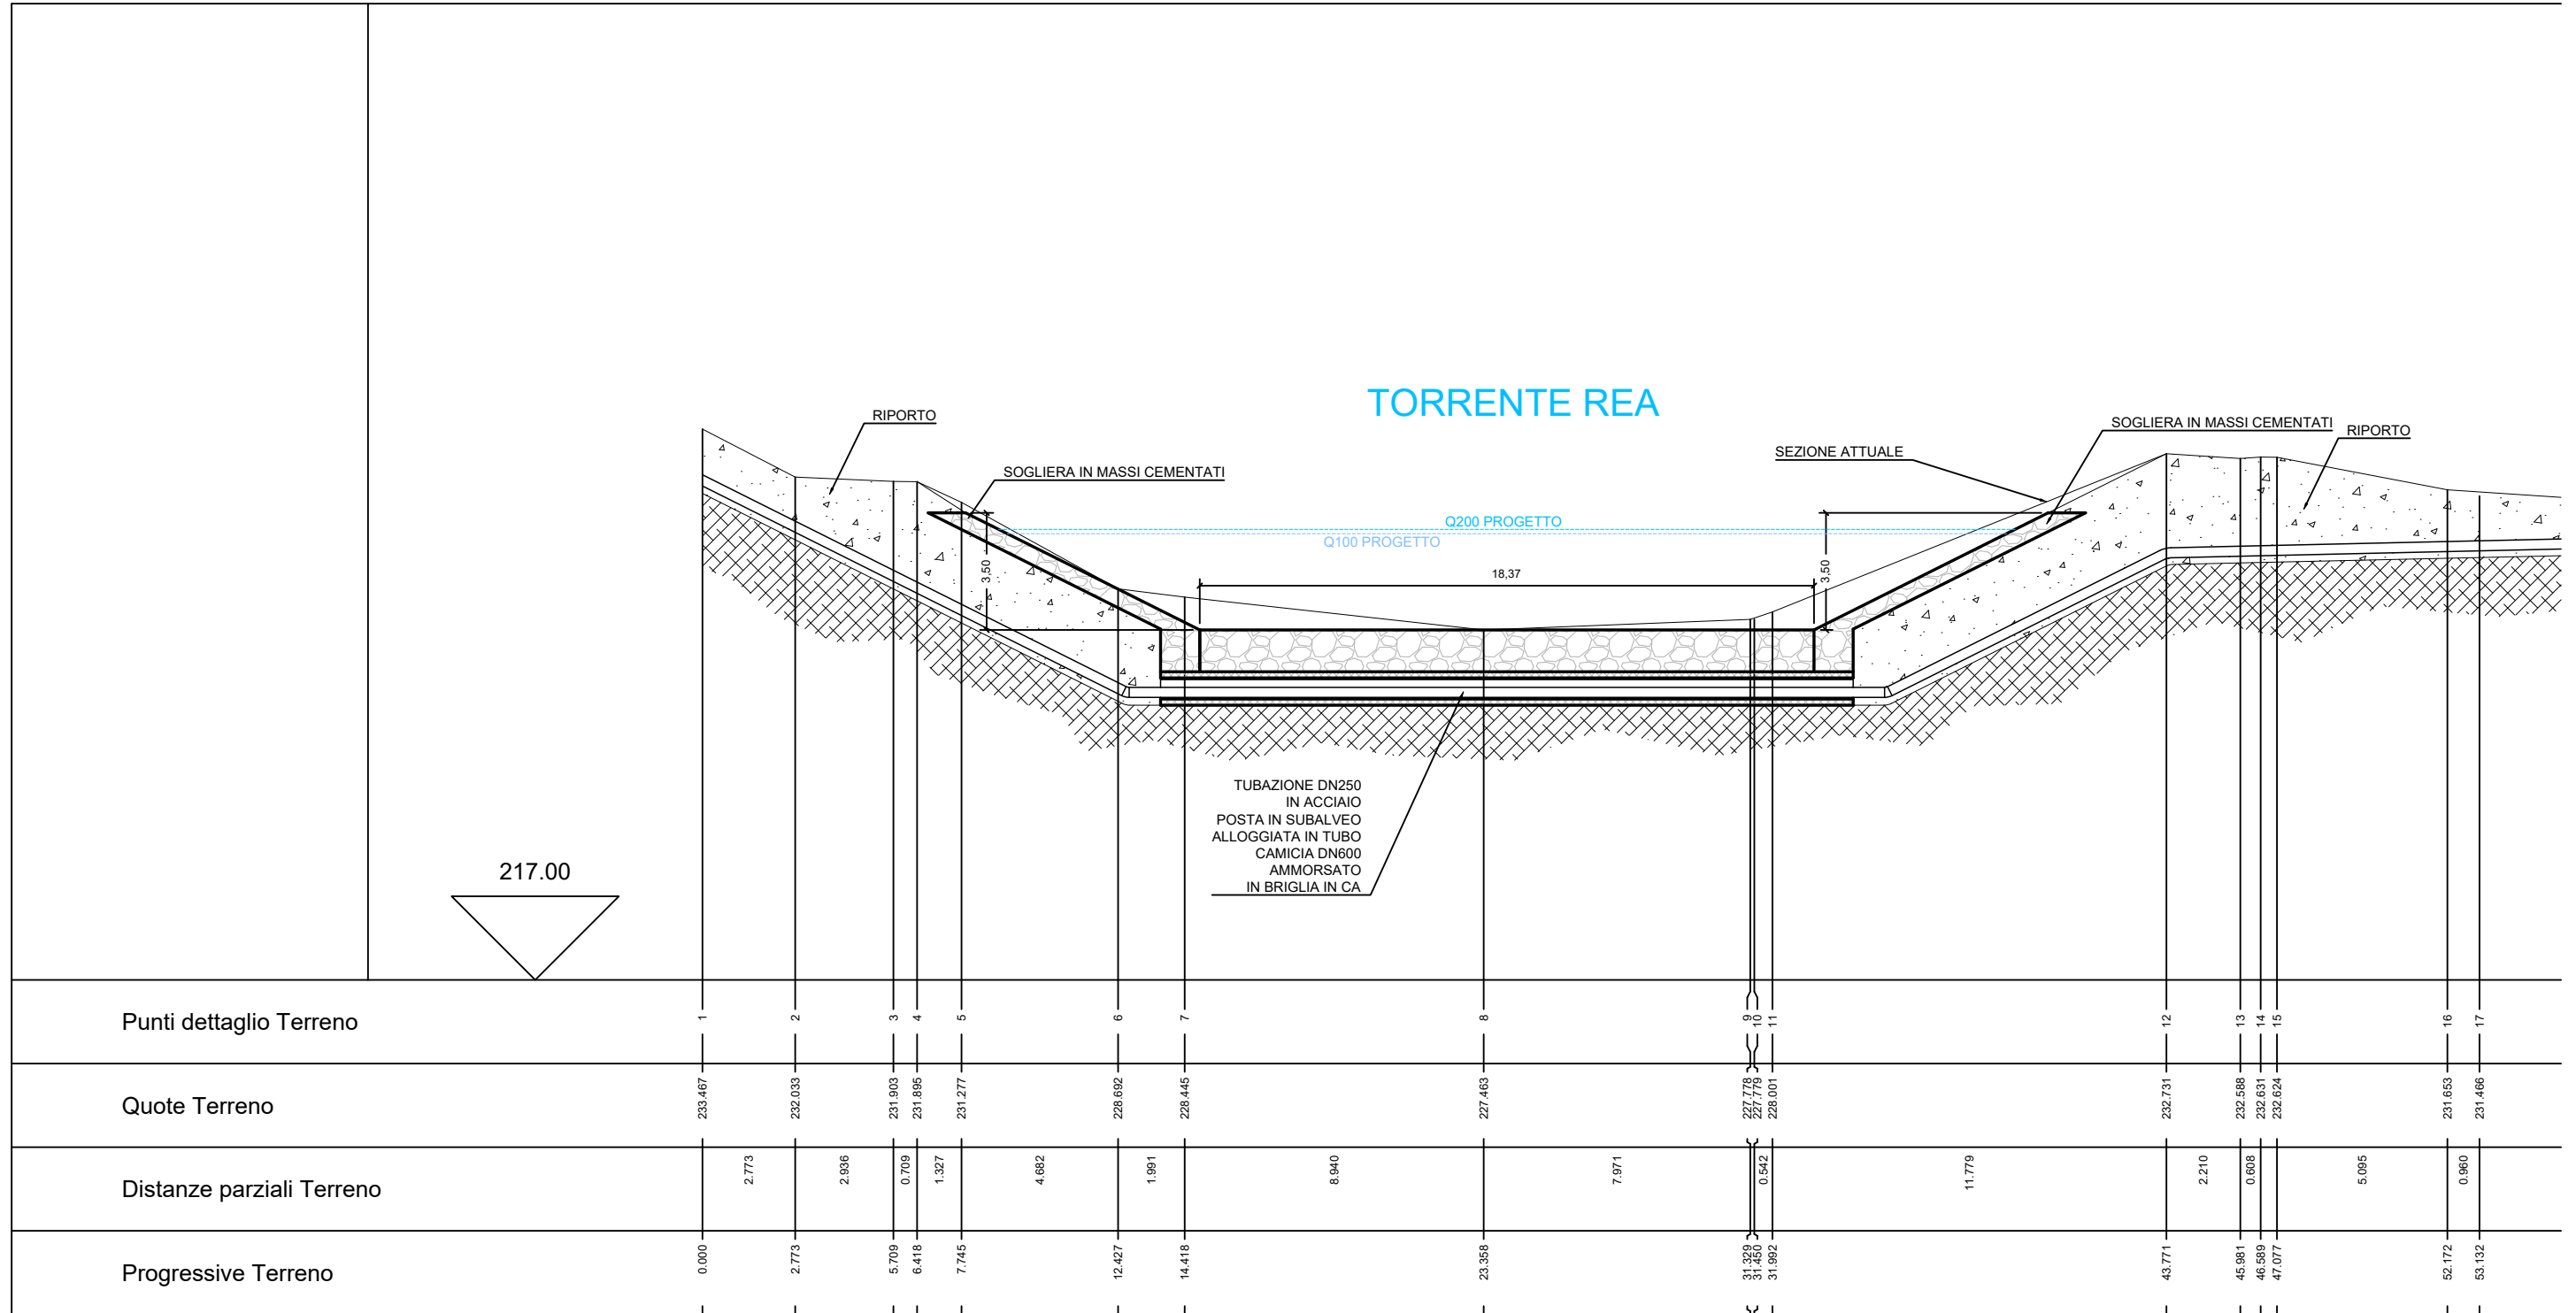 TORRENTE REA
RIPORTO
SOGLIERA IN MASSI CEMENTATI
SOGLIERA IN MASSI CEMENTATI
RIPORTO
SEZIONE ATTUALE
Q200 PROGETTO
Q100 PROGETTO
3,50
18,37
3,50
TUBAZIONE DN250
IN ACCIAIO
POSTA IN SUBALVEO
ALLOGGIATA IN TUBO
CAMICIA DN600
AMMORSATO
IN BRIGLIA IN CA
217.00
Punti dettaglio Terreno
1 2 3 4 5 6 7 8 9 10 11 12 13 14 15 16 17
Quote Terreno
233.467 232.033 231.903 231.895 231.277 228.692 228.445 227.463 227.778 227.779 228.001 232.731 232.588 232.631 232.624 231.653 231.466
Distanze parziali Terreno
2.773 2.936 0.709 1.327 4.682 1.991 8.940 7.971 0.542 11.779 2.210 0.608 5.095 0.960
Progressive Terreno
0.000 2.773 5.709 6.418 7.745 12.427 14.418 23.358 31.329 31.450 31.992 43.771 45.981 46.589 47.077 52.172 53.132